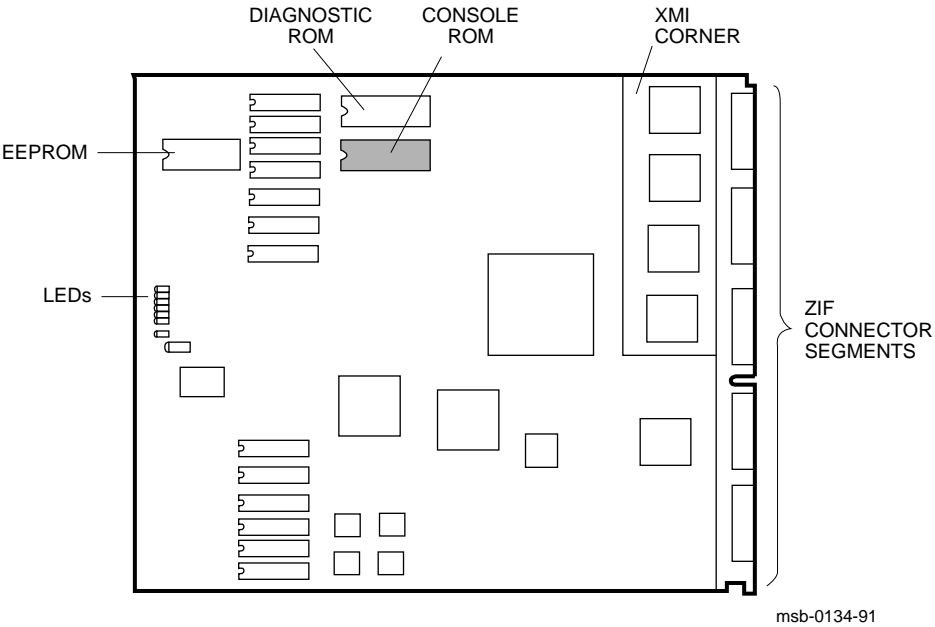 DIAGNOSTIC
ROM
CONSOLE
ROM
XMI
CORNER
EEPROM
LEDs
ZIF
CONNECTOR
SEGMENTS
msb-0134-91